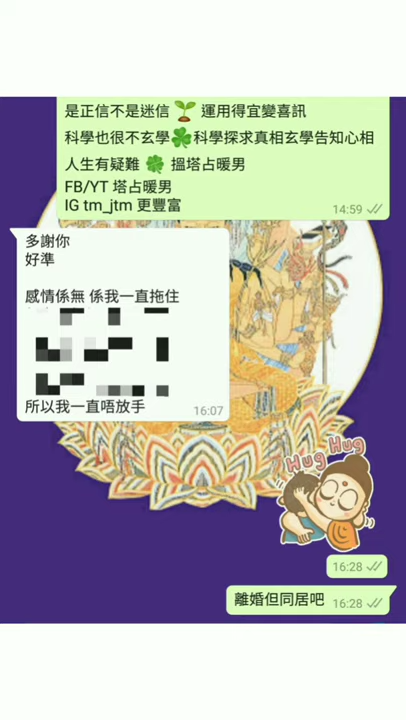 是正信不是迷信🌱 運用得宜變喜訊
科學也很不玄學☘️科學探求真相玄學告知心相
人生有疑難 🍀 搵塔占暖男
FB/YT 塔占暖男
IG tm_jtm 更豐富
14:59
多謝你
好準
感情係無 係我一直拖住
所以我一直唔放手
16:07
Hug Hug
16:28
離婚但同居吧
16:28